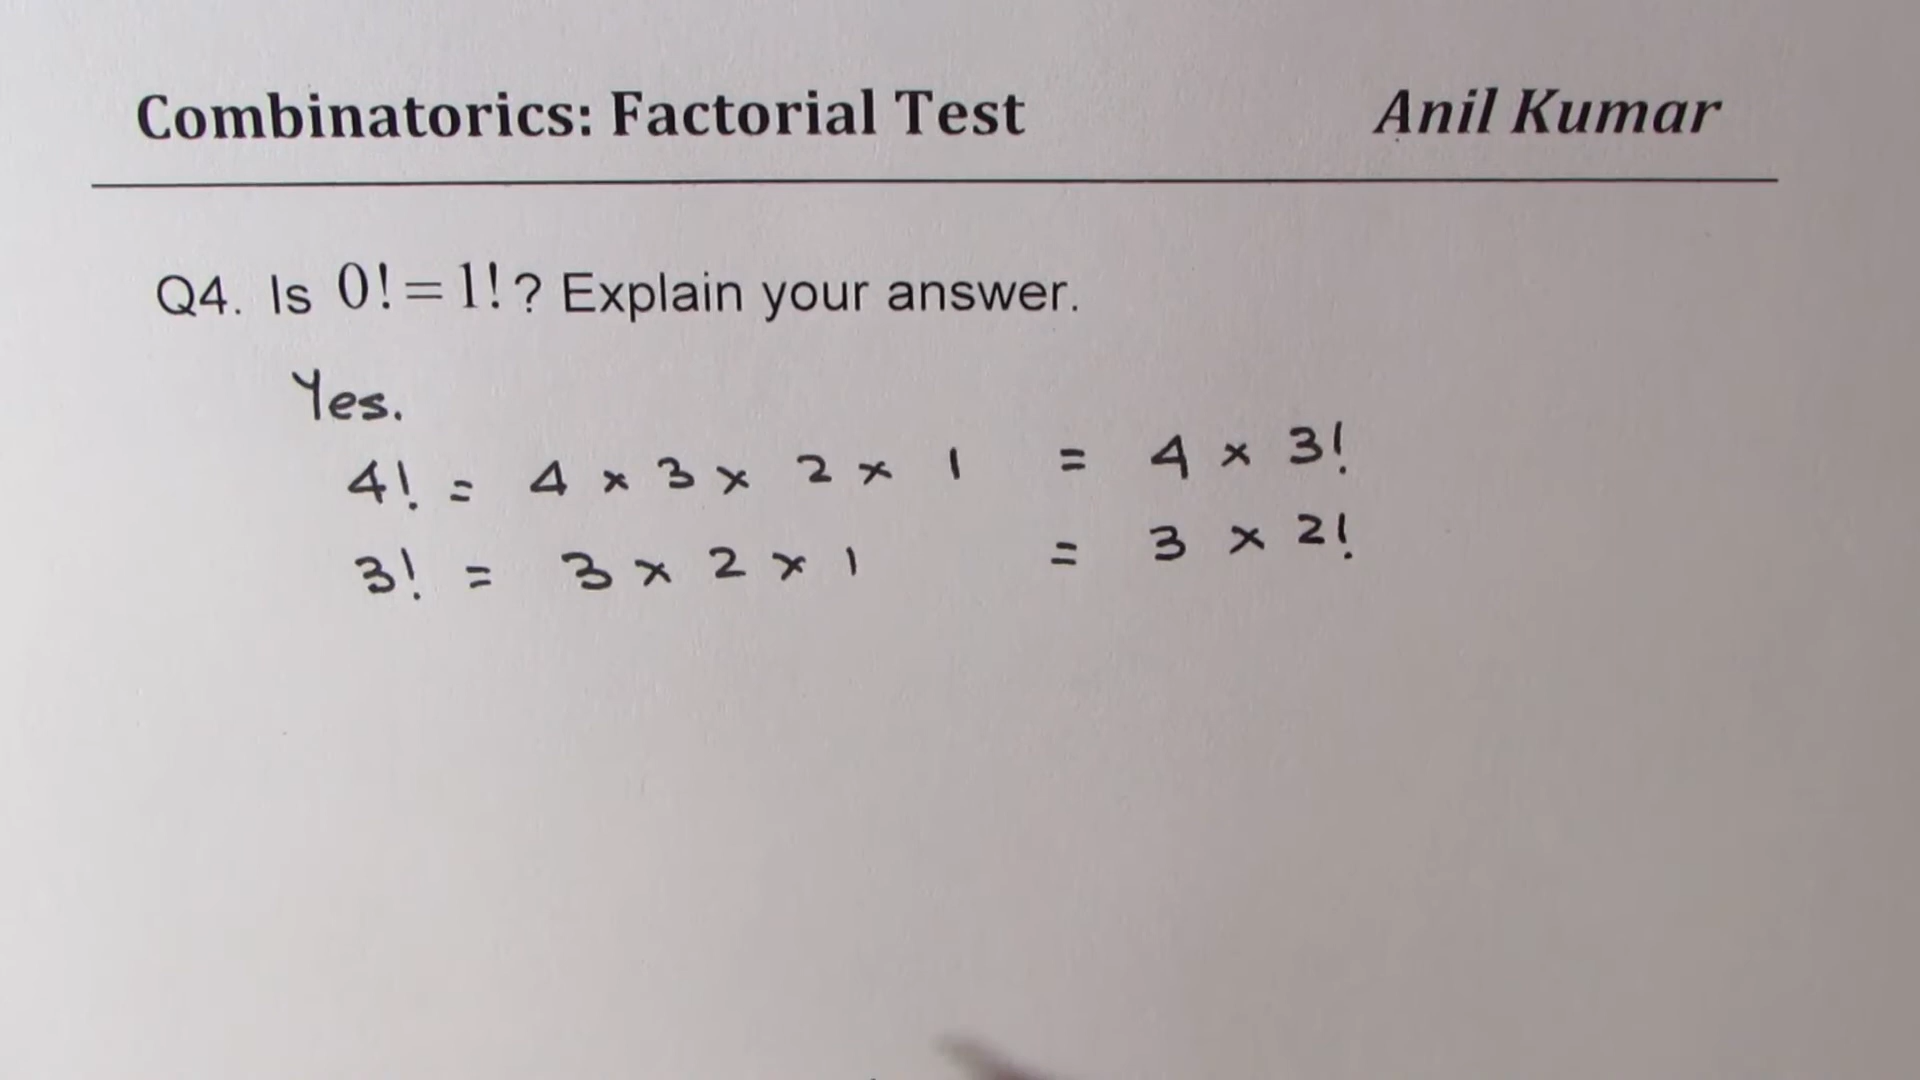 Combinatorics: Factorial Test Anil Kumar
Q4. Is 0! = 1! ? Explain your answer.
Yes.
4! = 4 × 3 × 2 × 1 = 4 × 3!
3! = 3 × 2 × 1 = 3 × 2!